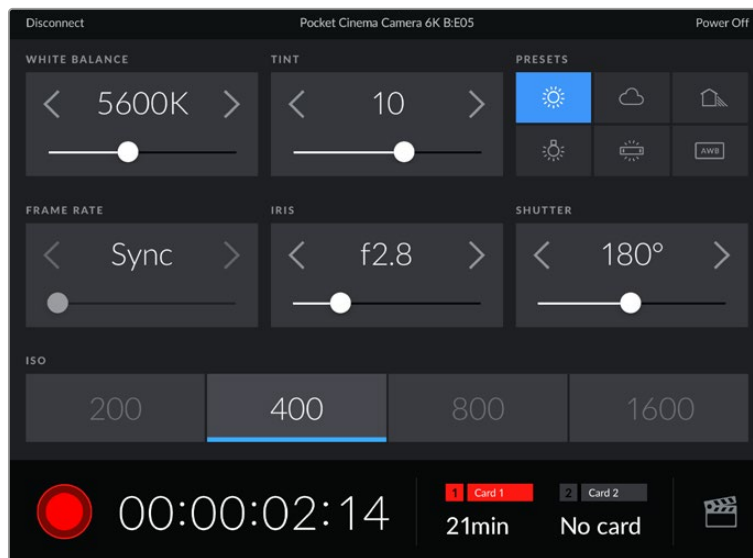 Disconnect
Pocket Cinema Camera 6K B:E05
Power Off
WHITE BALANCE
TINT
PRESETS
5600K
10
AWB
FRAME RATE
IRIS
SHUTTER
Sync
f2.8
180°
ISO
200
400
800
1600
00:00:02:14
1 Card 1
21min
2 Card 2
No card